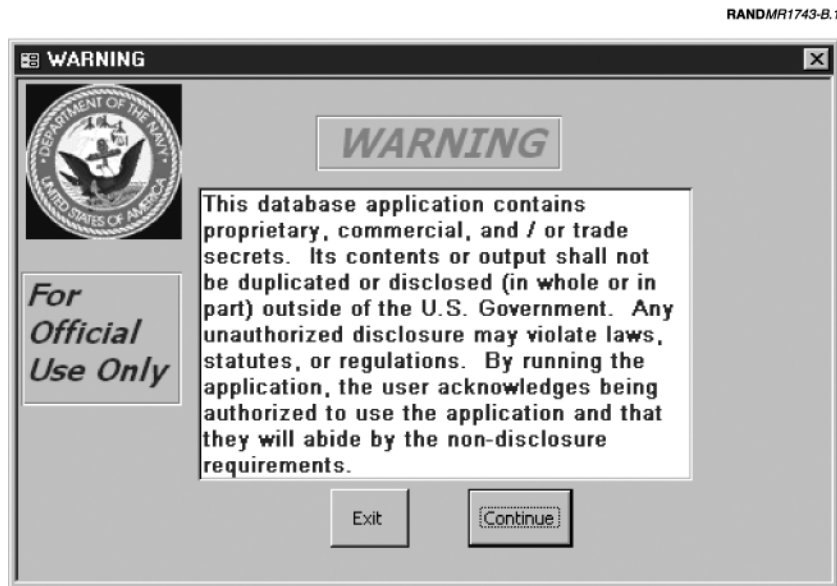 RANDMR1743-B.1
WARNING
DEPARTMENT OF THE NAVY
UNITED STATES OF AMERICA
WARNING
This database application contains
proprietary, commercial, and / or trade
secrets.  Its contents or output shall not
be duplicated or disclosed (in whole or in
part) outside of the U.S. Government.  Any
unauthorized disclosure may violate laws,
statutes, or regulations.  By running the
application, the user acknowledges being
authorized to use the application and that
they will abide by the non-disclosure
requirements.
For
Official
Use Only
Exit
Continue